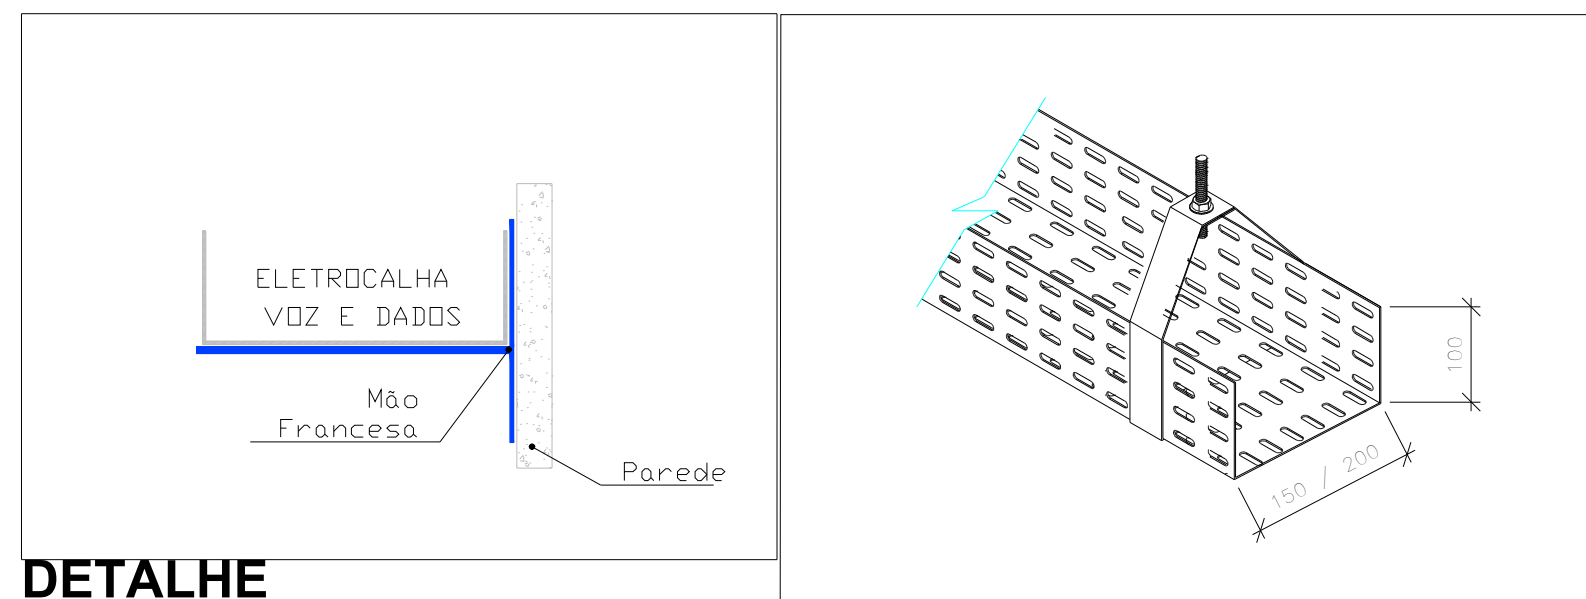 ELETROCALHA
VOZ E DADOS
Mão
Francesa
Parede
DETALHE
100
150 / 200